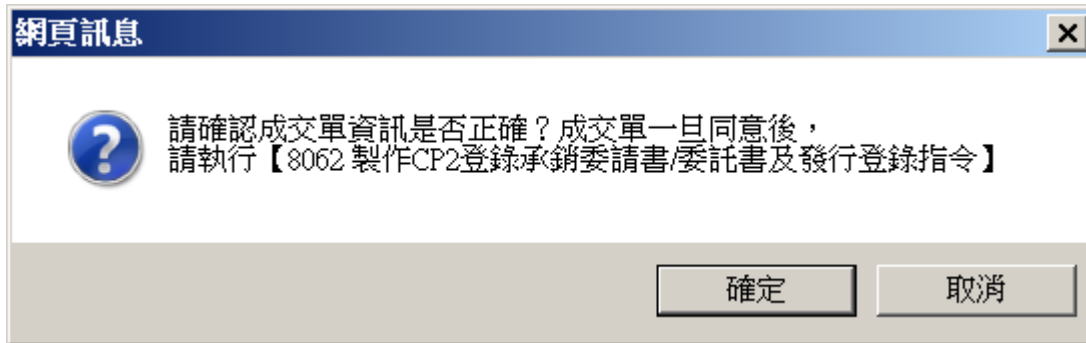 網頁訊息
請確認成交單資訊是否正確？成交單一旦同意後，
請執行【8062 製作CP2登錄承銷委請書/委託書及發行登錄指令】
確定
取消